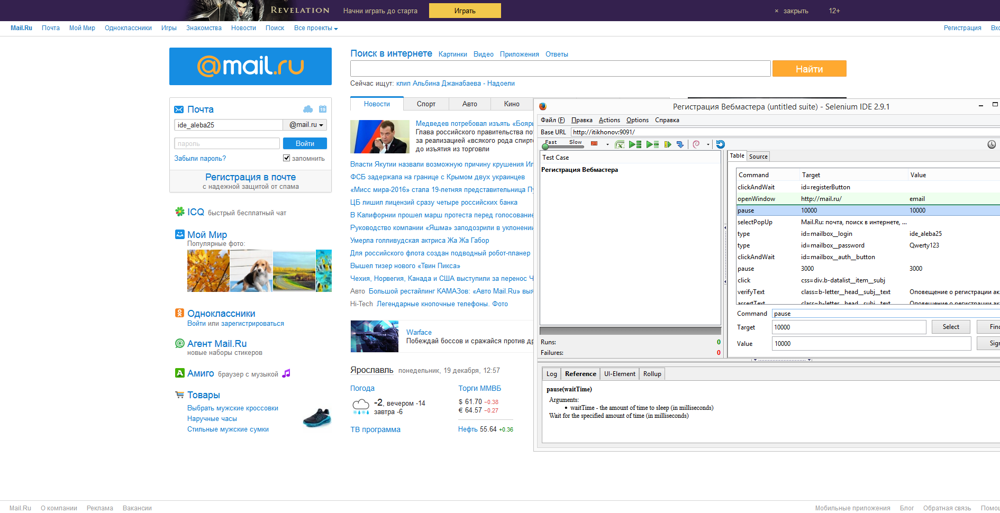 REVELATION Начни играть до старта Играть × закрыть 12+
Mail.Ru Почта Мой Мир Одноклассники Игры Знакомства Новости Поиск Все проекты Регистрация
@mail.ru
Поиск в интернете Картинки Видео Приложения Ответы
Найти
Сейчас ищут: клип Альбина Джанабаева - Надоели
Почта 19
ide_aleba25 @mail.ru
пароль Войти
Забыли пароль? запомнить
Регистрация в почте
с надежной защитой от спама
ICQ быстрый бесплатный чат
Мой Мир
Популярные фото:
Одноклассники
Войти или зарегистрироваться
Агент Mail.Ru
новые наборы стикеров
Амиго браузер с музыкой
Товары
Выбрать мужские кроссовки
Наручные часы
Стильные мужские сумки
Новости Спорт Авто Кино
Медведев потребовал изъять «Бояры
Глава российского правительства по
за реализацией «всякого рода спирт
до изъятия из торговли
Власти Якутии назвали возможную причину крушения
ФСБ задержала на границе с Крымом двух украинцев
«Мисс мира-2016» стала 19-летняя представительница
ЦБ лишил лицензий сразу четыре российских банка
В Калифорнии прошел марш протеста перед голосование
Руководство компании «Яшма» заподозрили в уклонении
Умерла голливудская актриса Жа Жа Габор
Для российского флота создан подводный робот-планер
Вышел тизер нового «Твин Пикса»
Чехия, Норвегия, Канада и США выступили за перенос
Авто Большой рестайлинг КАМАЗов: «Авто Mail.Ru» выя
Hi-Tech Легендарные кнопочные телефоны. Фото
Warface
Побеждай боссов и сражайся против
Ярославль понедельник, 19 декабря, 12:57
Погода
-2, вечером -14
завтра -6
ТВ программа
Торги ММВБ
$ 61.70 −0.38
€ 64.57 −0.27
Нефть 55.64 +0.36
Регистрация Вебмастера (untitled suite) - Selenium IDE 2.9.1
Файл (F) Правка Actions Options Справка
Base URL http://itikhonov:9091/
Fast Slow
Test Case
Регистрация Вебмастера
Runs: 0
Failures: 0
Table Source
Command Target Value
clickAndWait id=registerButton
openWindow http://mail.ru/ email
pause 10000 10000
selectPopUp Mail.Ru: почта, поиск в интернете, ...
type id=mailbox__login ide_aleba25
type id=mailbox__password Qwerty123
clickAndWait id=mailbox__auth__button
pause 3000 3000
click css=div.b-datalist__item__subj
verifyText class=b-letter__head__subj__text Оповещение о регистрации ак
assertText class=b-letter__head__subj__text Оповещение о регистрации ак
Command pause
Target 10000 Select Find
Value 10000 Sign
Log Reference UI-Element Rollup
pause(waitTime)
Arguments:
• waitTime - the amount of time to sleep (in milliseconds)
Wait for the specified amount of time (in milliseconds)
Mail.Ru О компании Реклама Вакансии Мобильные приложения Блог Обратная связь